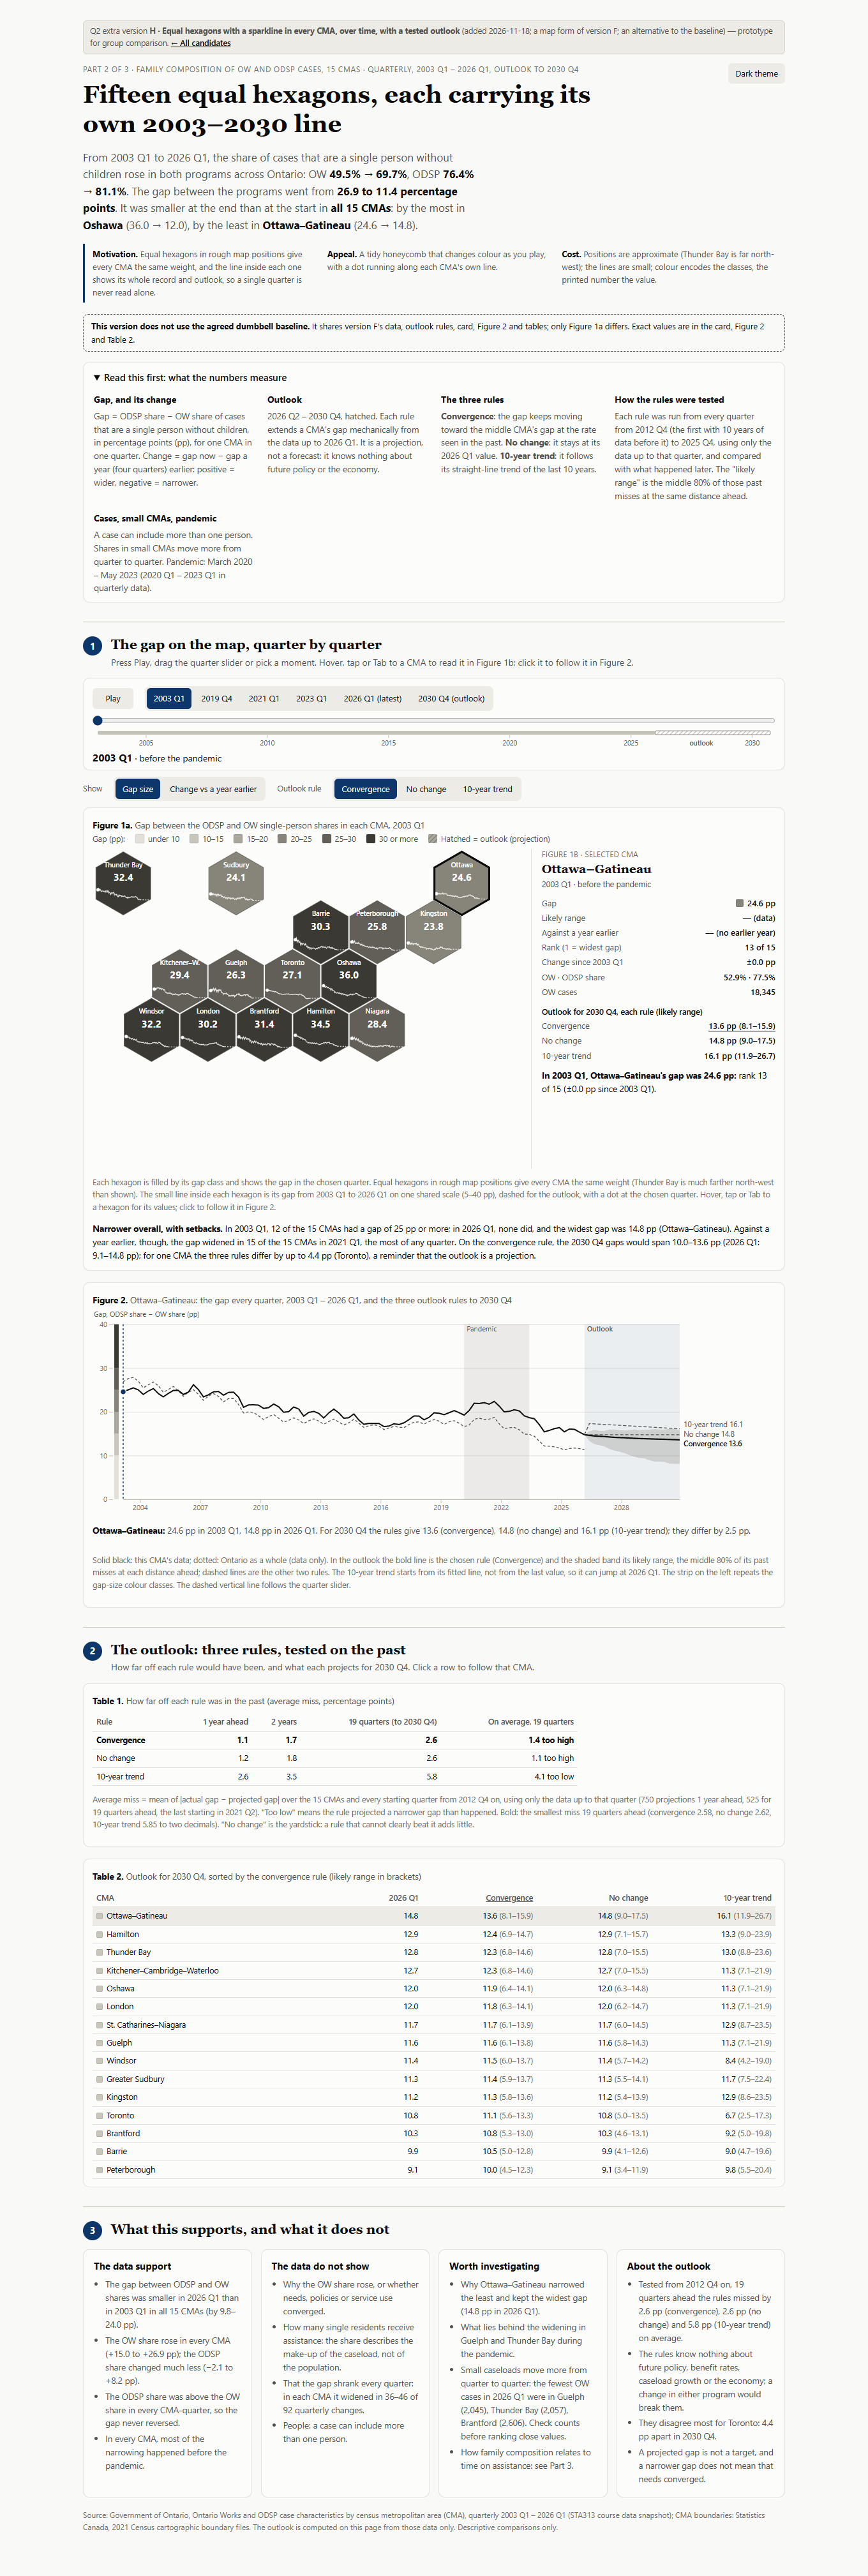 Q2 extra version H · Equal hexagons with a sparkline in every CMA, over time, with a tested outlook (added 2026-11-18; a map form of version F; an alternative to the baseline) — prototype
for group comparison. ← All candidates
PART 2 OF 3 · FAMILY COMPOSITION OF OW AND ODSP CASES, 15 CMAS · QUARTERLY, 2003 Q1 – 2026 Q1, OUTLOOK TO 2030 Q4
Dark theme
Fifteen equal hexagons, each carrying its
own 2003–2030 line
From 2003 Q1 to 2026 Q1, the share of cases that are a single person without
children rose in both programs across Ontario: OW 49.5% → 69.7%, ODSP 76.4%
→ 81.1%. The gap between the programs went from 26.9 to 11.4 percentage
points. It was smaller at the end than at the start in all 15 CMAs: by the most in
Oshawa (36.0 → 12.0), by the least in Ottawa–Gatineau (24.6 → 14.8).
Motivation. Equal hexagons in rough map positions give
every CMA the same weight, and the line inside each one
shows its whole record and outlook, so a single quarter is
never read alone.
Appeal. A tidy honeycomb that changes colour as you play,
with a dot running along each CMA's own line.
Cost. Positions are approximate (Thunder Bay is far north-
west); the lines are small; colour encodes the classes, the
printed number the value.
This version does not use the agreed dumbbell baseline. It shares version F's data, outlook rules, card, Figure 2 and tables; only Figure 1a differs. Exact values are in the card, Figure 2
and Table 2.
▼ Read this first: what the numbers measure
Gap, and its change
Gap = ODSP share − OW share of cases
that are a single person without children,
in percentage points (pp), for one CMA in
one quarter. Change = gap now − gap a
year (four quarters) earlier: positive =
wider, negative = narrower.
Outlook
2026 Q2 – 2030 Q4, hatched. Each rule
extends a CMA's gap mechanically from
the data up to 2026 Q1. It is a projection,
not a forecast: it knows nothing about
future policy or the economy.
The three rules
Convergence: the gap keeps moving
toward the middle CMA's gap at the rate
seen in the past. No change: it stays at its
2026 Q1 value. 10-year trend: it follows
its straight-line trend of the last 10 years.
How the rules were tested
Each rule was run from every quarter
from 2012 Q4 (the first with 10 years of
data before it) to 2025 Q4, using only the
data up to that quarter, and compared
with what happened later. The "likely
range" is the middle 80% of those past
misses at the same distance ahead.
Cases, small CMAs, pandemic
A case can include more than one person.
Shares in small CMAs move more from
quarter to quarter. Pandemic: March 2020
– May 2023 (2020 Q1 – 2023 Q1 in
quarterly data).
1
The gap on the map, quarter by quarter
Press Play, drag the quarter slider or pick a moment. Hover, tap or Tab to a CMA to read it in Figure 1b; click it to follow it in Figure 2.
Play 2003 Q1 2019 Q4 2021 Q1 2023 Q1 2026 Q1 (latest) 2030 Q4 (outlook)
2005 2010 2015 2020 2025 outlook 2030
2003 Q1 · before the pandemic
Show Gap size Change vs a year earlier Outlook rule Convergence No change 10-year trend
Figure 1a. Gap between the ODSP and OW single-person shares in each CMA, 2003 Q1
Gap (pp): under 10 10–15 15–20 20–25 25–30 30 or more Hatched = outlook (projection)
Thunder Bay
32.4
Sudbury
24.1
Ottawa
24.6
Barrie
30.3
Peterborough
25.8
Kingston
23.8
Kitchener–W.
29.4
Guelph
26.3
Toronto
27.1
Oshawa
36.0
Windsor
32.2
London
30.2
Brantford
31.4
Hamilton
34.5
Niagara
28.4
FIGURE 1B · SELECTED CMA
Ottawa–Gatineau
2003 Q1 · before the pandemic
Gap 24.6 pp
Likely range — (data)
Against a year earlier — (no earlier year)
Rank (1 = widest gap) 13 of 15
Change since 2003 Q1 ±0.0 pp
OW · ODSP share 52.9% · 77.5%
OW cases 18,345
Outlook for 2030 Q4, each rule (likely range)
Convergence 13.6 pp (8.1–15.9)
No change 14.8 pp (9.0–17.5)
10-year trend 16.1 pp (11.9–26.7)
In 2003 Q1, Ottawa–Gatineau's gap was 24.6 pp: rank 13
of 15 (±0.0 pp since 2003 Q1).
Each hexagon is filled by its gap class and shows the gap in the chosen quarter. Equal hexagons in rough map positions give every CMA the same weight (Thunder Bay is much farther north-west
than shown). The small line inside each hexagon is its gap from 2003 Q1 to 2026 Q1 on one shared scale (5–40 pp), dashed for the outlook, with a dot at the chosen quarter. Hover, tap or Tab to
a hexagon for its values; click to follow it in Figure 2.
Narrower overall, with setbacks. In 2003 Q1, 12 of the 15 CMAs had a gap of 25 pp or more; in 2026 Q1, none did, and the widest gap was 14.8 pp (Ottawa–Gatineau). Against a
year earlier, though, the gap widened in 15 of the 15 CMAs in 2021 Q1, the most of any quarter. On the convergence rule, the 2030 Q4 gaps would span 10.0–13.6 pp (2026 Q1:
9.1–14.8 pp); for one CMA the three rules differ by up to 4.4 pp (Toronto), a reminder that the outlook is a projection.
Figure 2. Ottawa–Gatineau: the gap every quarter, 2003 Q1 – 2026 Q1, and the three outlook rules to 2030 Q4
Gap, ODSP share − OW share (pp)
40
30
20
10
0
Pandemic
Outlook
10-year trend 16.1
No change 14.8
Convergence 13.6
2004 2007 2010 2013 2016 2019 2022 2025 2028
Ottawa–Gatineau: 24.6 pp in 2003 Q1, 14.8 pp in 2026 Q1. For 2030 Q4 the rules give 13.6 (convergence), 14.8 (no change) and 16.1 pp (10-year trend); they differ by 2.5 pp.
Solid black: this CMA's data; dotted: Ontario as a whole (data only). In the outlook the bold line is the chosen rule (Convergence) and the shaded band its likely range, the middle 80% of its past
misses at each distance ahead; dashed lines are the other two rules. The 10-year trend starts from its fitted line, not from the last value, so it can jump at 2026 Q1. The strip on the left repeats the
gap-size colour classes. The dashed vertical line follows the quarter slider.
2
The outlook: three rules, tested on the past
How far off each rule would have been, and what each projects for 2030 Q4. Click a row to follow that CMA.
Table 1. How far off each rule was in the past (average miss, percentage points)
Rule 1 year ahead 2 years 19 quarters (to 2030 Q4) On average, 19 quarters
Convergence 1.1 1.7 2.6 1.4 too high
No change 1.2 1.8 2.6 1.1 too high
10-year trend 2.6 3.5 5.8 4.1 too low
Average miss = mean of |actual gap − projected gap| over the 15 CMAs and every starting quarter from 2012 Q4 on, using only the data up to that quarter (750 projections 1 year ahead, 525 for
19 quarters ahead, the last starting in 2021 Q2). "Too low" means the rule projected a narrower gap than happened. Bold: the smallest miss 19 quarters ahead (convergence 2.58, no change 2.62,
10-year trend 5.85 to two decimals). "No change" is the yardstick: a rule that cannot clearly beat it adds little.
Table 2. Outlook for 2030 Q4, sorted by the convergence rule (likely range in brackets)
CMA 2026 Q1 Convergence No change 10-year trend
Ottawa–Gatineau 14.8 13.6 (8.1–15.9) 14.8 (9.0–17.5) 16.1 (11.9–26.7)
Hamilton 12.9 12.4 (6.9–14.7) 12.9 (7.1–15.7) 13.3 (9.0–23.9)
Thunder Bay 12.8 12.3 (6.8–14.6) 12.8 (7.0–15.5) 13.0 (8.8–23.6)
Kitchener–Cambridge–Waterloo 12.7 12.3 (6.8–14.6) 12.7 (7.0–15.5) 11.3 (7.1–21.9)
Oshawa 12.0 11.9 (6.4–14.1) 12.0 (6.3–14.8) 11.3 (7.1–21.9)
London 12.0 11.8 (6.3–14.1) 12.0 (6.2–14.7) 11.3 (7.1–21.9)
St. Catharines–Niagara 11.7 11.7 (6.1–13.9) 11.7 (6.0–14.5) 12.9 (8.7–23.5)
Guelph 11.6 11.6 (6.1–13.8) 11.6 (5.8–14.3) 11.3 (7.1–21.9)
Windsor 11.4 11.5 (6.0–13.7) 11.4 (5.7–14.2) 8.4 (4.2–19.0)
Greater Sudbury 11.3 11.4 (5.9–13.7) 11.3 (5.5–14.1) 11.7 (7.5–22.4)
Kingston 11.2 11.3 (5.8–13.6) 11.2 (5.4–13.9) 12.9 (8.6–23.5)
Toronto 10.8 11.1 (5.6–13.3) 10.8 (5.0–13.5) 6.7 (2.5–17.3)
Brantford 10.3 10.8 (5.3–13.0) 10.3 (4.6–13.1) 9.2 (5.0–19.8)
Barrie 9.9 10.5 (5.0–12.8) 9.9 (4.1–12.6) 9.0 (4.7–19.6)
Peterborough 9.1 10.0 (4.5–12.3) 9.1 (3.4–11.9) 9.8 (5.5–20.4)
3
What this supports, and what it does not
The data support
• The gap between ODSP and OW
shares was smaller in 2026 Q1 than
in 2003 Q1 in all 15 CMAs (by 9.8–
24.0 pp).
• The OW share rose in every CMA
(+15.0 to +26.9 pp); the ODSP
share changed much less (−2.1 to
+8.2 pp).
• The ODSP share was above the OW
share in every CMA-quarter, so the
gap never reversed.
• In every CMA, most of the
narrowing happened before the
pandemic.
The data do not show
• Why the OW share rose, or whether
needs, policies or service use
converged.
• How many single residents receive
assistance: the share describes the
make-up of the caseload, not of
the population.
• That the gap shrank every quarter:
in each CMA it widened in 36–46 of
92 quarterly changes.
• People: a case can include more
than one person.
Worth investigating
• Why Ottawa–Gatineau narrowed
the least and kept the widest gap
(14.8 pp in 2026 Q1).
• What lies behind the widening in
Guelph and Thunder Bay during
the pandemic.
• Small caseloads move more from
quarter to quarter: the fewest OW
cases in 2026 Q1 were in Guelph
(2,045), Thunder Bay (2,057),
Brantford (2,606). Check counts
before ranking close values.
• How family composition relates to
time on assistance: see Part 3.
About the outlook
• Tested from 2012 Q4 on, 19
quarters ahead the rules missed by
2.6 pp (convergence), 2.6 pp (no
change) and 5.8 pp (10-year trend)
on average.
• The rules know nothing about
future policy, benefit rates,
caseload growth or the economy; a
change in either program would
break them.
• They disagree most for Toronto: 4.4
pp apart in 2030 Q4.
• A projected gap is not a target, and
a narrower gap does not mean that
needs converged.
Source: Government of Ontario, Ontario Works and ODSP case characteristics by census metropolitan area (CMA), quarterly 2003 Q1 – 2026 Q1 (STA313 course data snapshot); CMA boundaries: Statistics
Canada, 2021 Census cartographic boundary files. The outlook is computed on this page from those data only. Descriptive comparisons only.